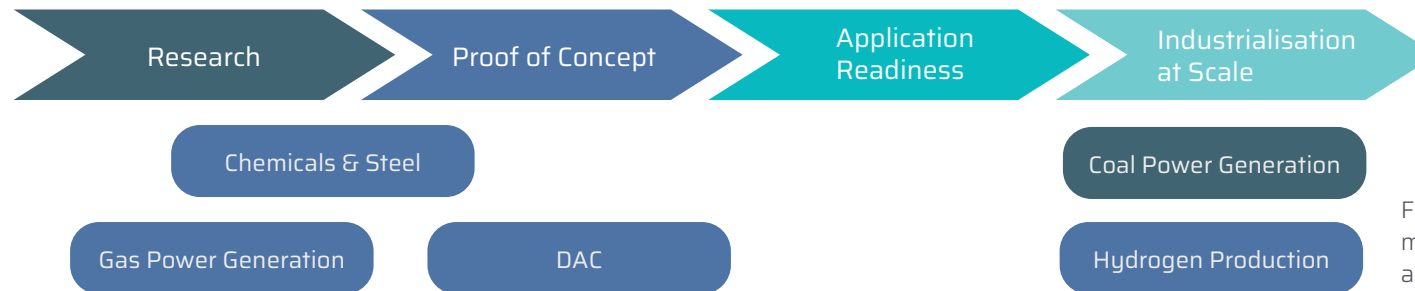 Research
Proof of Concept
Application
Readiness
Industrialisation
at Scale
Chemicals & Steel
Coal Power Generation
Gas Power Generation
DAC
Hydrogen Production